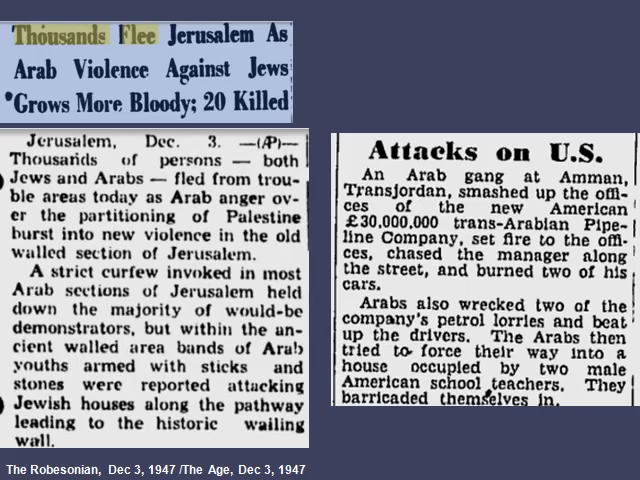 Thousands Flee Jerusalem As
Arab Violence Against Jews
Grows More Bloody; 20 Killed
Jerusalem, Dec. 3. —(AP)—
Thousands of persons — both
Jews and Arabs — fled from trou-
ble areas today as Arab anger ov-
er the partitioning of Palestine
burst into new violence in the old
walled section of Jerusalem.
A strict curfew invoked in most
Arab sections of Jerusalem held
down the majority of would-be
demonstrators, but within the an-
cient walled area bands of Arab
youths armed with sticks and
stones were reported attacking
Jewish houses along the pathway
leading to the historic wailing
wall.
Attacks on U.S.
An Arab gang at Amman,
Transjordan, smashed up the offi-
ces of the new American
£30,000,000 trans-Arabian Pipe-
line Company, set fire to the offi-
ces, chased the manager along
the street, and burned two of his
cars.
Arabs also wrecked two of the
company's petrol lorries and beat
up the drivers. The Arabs then
tried to force their way into a
house occupied by two male
American school teachers. They
barricaded themselves in.
The Robesonian, Dec 3, 1947 /The Age, Dec 3, 1947